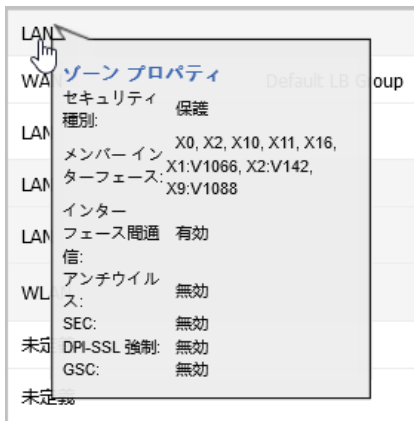 LAN
WAN
Default LB Group
LAN
LAN
LAN
WL
未定義
未定義
ゾーン プロパティ
セキュリティ
種別:
保護
メンバー イン
ターフェース:
X0, X2, X10, X11, X16,
X1:V1066, X2:V142,
X9:V1088
インター
フェース間通
信:
有効
アンチウイル
ス:
無効
SEC: 無効
DPI-SSL 強制: 無効
GSC: 無効